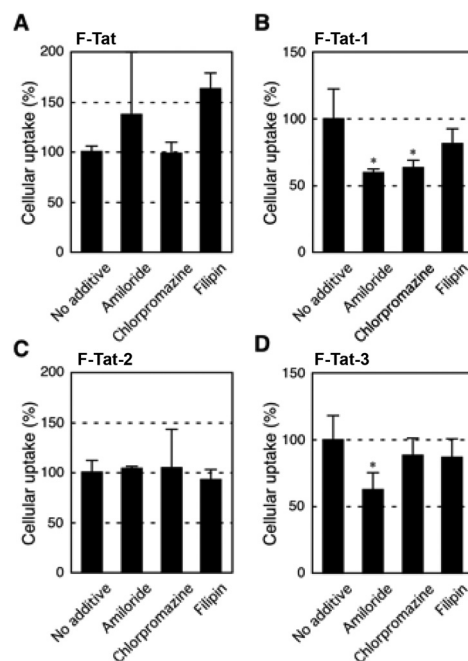 A
F-Tat
200
150
100
50
0
Cellular uptake (%)
No additive
Amiloride
Chlorpromazine
Filipin
B
F-Tat-1
150
100
50
0
Cellular uptake (%)
*
*
No additive
Amiloride
Chlorpromazine
Filipin
C
F-Tat-2
200
150
100
50
0
Cellular uptake (%)
No additive
Amiloride
Chlorpromazine
Filipin
D
F-Tat-3
150
100
50
0
Cellular uptake (%)
*
No additive
Amiloride
Chlorpromazine
Filipin